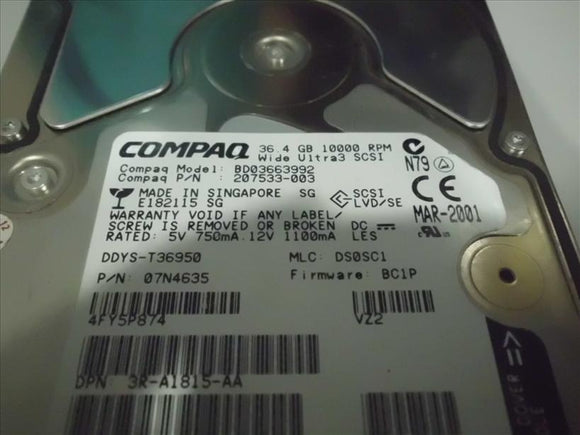 COMPAQ 36.4 GB 10000 RPM
Wide Ultra3 SCSI
Compaq Model: BD03663992
Compaq P/N: 207533-003
N79
MADE IN SINGAPORE SG
E182115 SG
SCSI
LVD/SE
CE
MAR-2001
WARRANTY VOID IF ANY LABEL/
SCREW IS REMOVED OR BROKEN DC
RATED: 5V 750mA.12V 1100mA LES
DDYS-T36950 MLC: DS0SC1
P/N: 07N4635 Firmware: BC1P
4FY5P874 VZ2
DPN 3R-A1815-AA
COVER